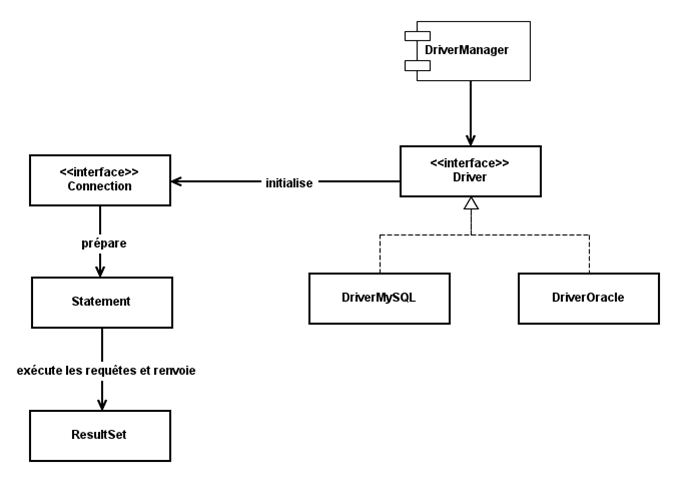 DriverManager
<<interface>>
Connection
initialise
<<interface>>
Driver
prépare
Statement
DriverMySQL
DriverOracle
exécute les requêtes et renvoie
ResultSet